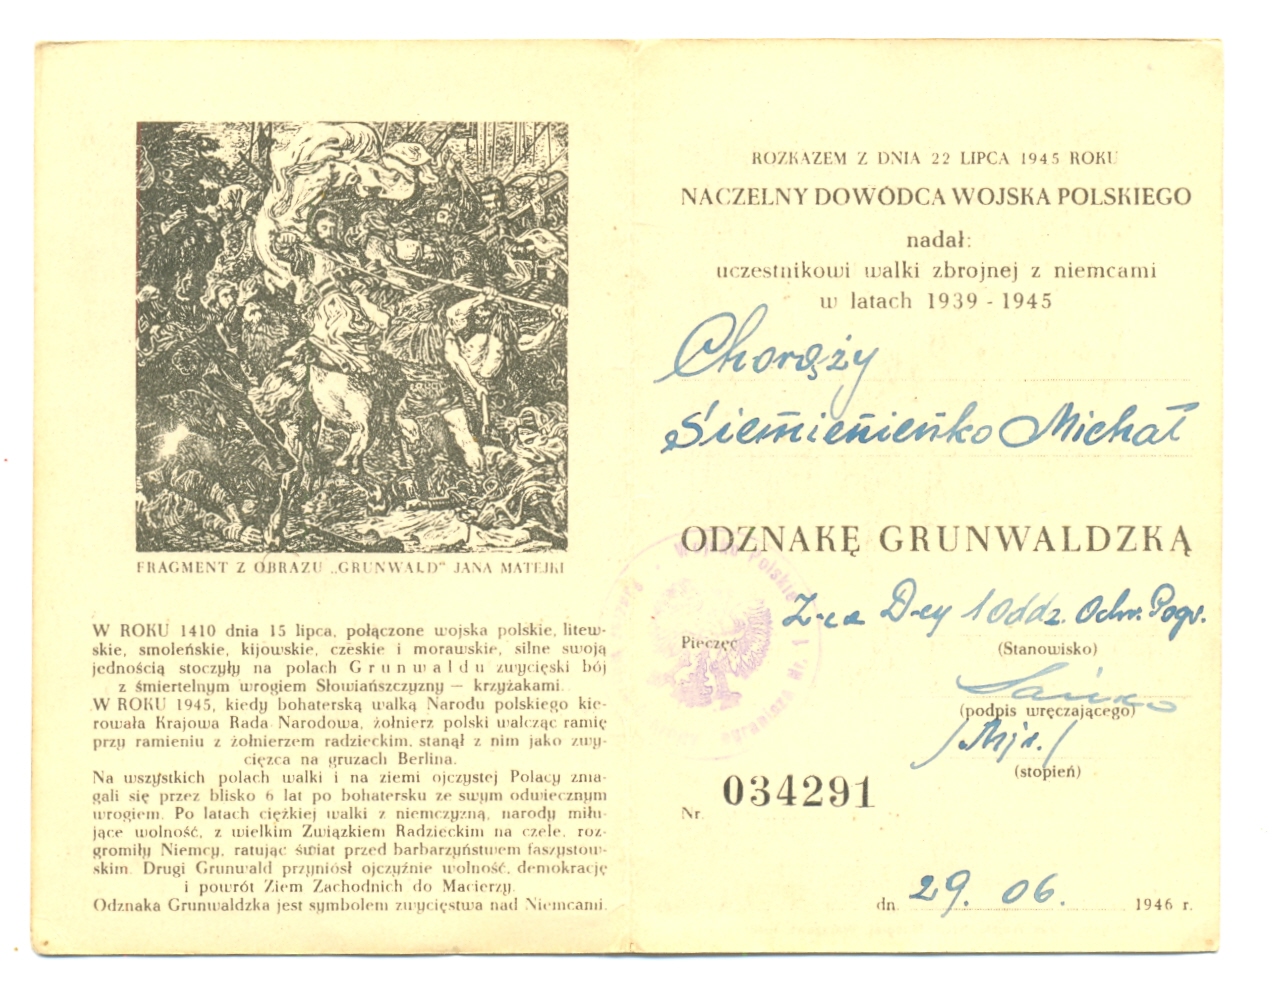 FRAGMENT Z OBRAZU „GRUNWALD" JANA MATEJKI
W ROKU 1410 dnia 15 lipca, połączone wojska polskie, litew-
skie, smoleńskie, kijowskie, czeskie i morawskie, silne swoją
jednością stoczyły na polach Grunwaldu zwycięski bój
z śmiertelnym wrogiem Słowiańszczyzny — krzyżakami.
W ROKU 1945, kiedy bohaterską walką Narodu polskiego kie-
rowała Krajowa Rada Narodowa, żołnierz polski walcząc ramię
przy ramieniu z żołnierzem radzieckim, stanął z nim jako zwy-
cięzca na gruzach Berlina.
Na wszystkich polach walki i na ziemi ojczystej Polacy zma-
gali się przez blisko 6 lat po bohatersku ze swym odwiecznym
wrogiem. Po latach ciężkiej walki z niemczyzną, narody miłu-
jące wolność, z wielkim Związkiem Radzieckim na czele, roz-
gromiły Niemcy, ratując świat przed barbarzyństwem faszystow-
skim. Drugi Grunwald przyniósł ojczyźnie wolność, demokrację
i powrót Ziem Zachodnich do Macierzy.
Odznaka Grunwaldzka jest symbolem zwycięstwa nad Niemcami.
ROZKAZEM Z DNIA 22 LIPCA 1945 ROKU
NACZELNY DOWÓDCA WOJSKA POLSKIEGO
nadał:
uczestnikowi walki zbrojnej z niemcami
w latach 1939 - 1945
Chorąży
Siemieńieńko Michał
ODZNAKĘ GRUNWALDZKĄ
Wojsko Polskie
Z-ca D-cy 1 Oddz. Ochr. Pogr.
Pieczęć
(Stanowisko)
(podpis wręczającego)
/Mjr./
(stopień)
Nr. 034291
dn. 29. 06. 1946 r.